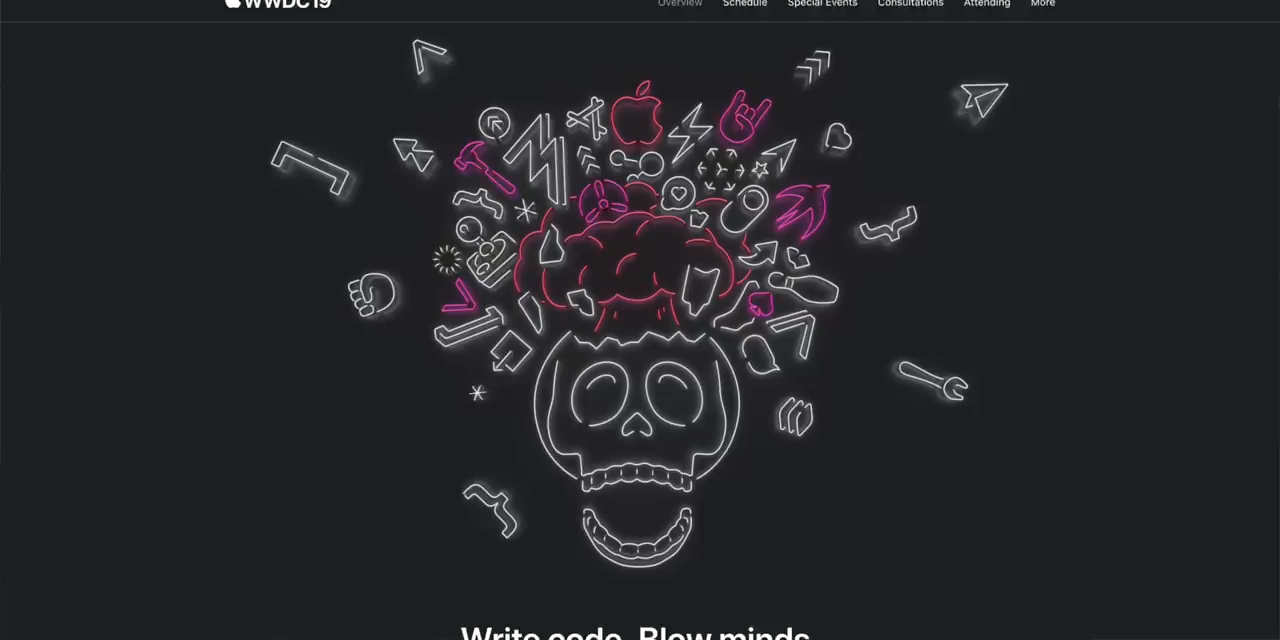 WWDC19
Overview Schedule Special Events Consultations Attending More
Write code. Blow minds.